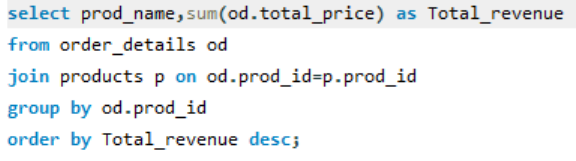 select prod_name,sum(od.total_price) as Total_revenue
from order_details od
join products p on od.prod_id=p.prod_id
group by od.prod_id
order by Total_revenue desc;